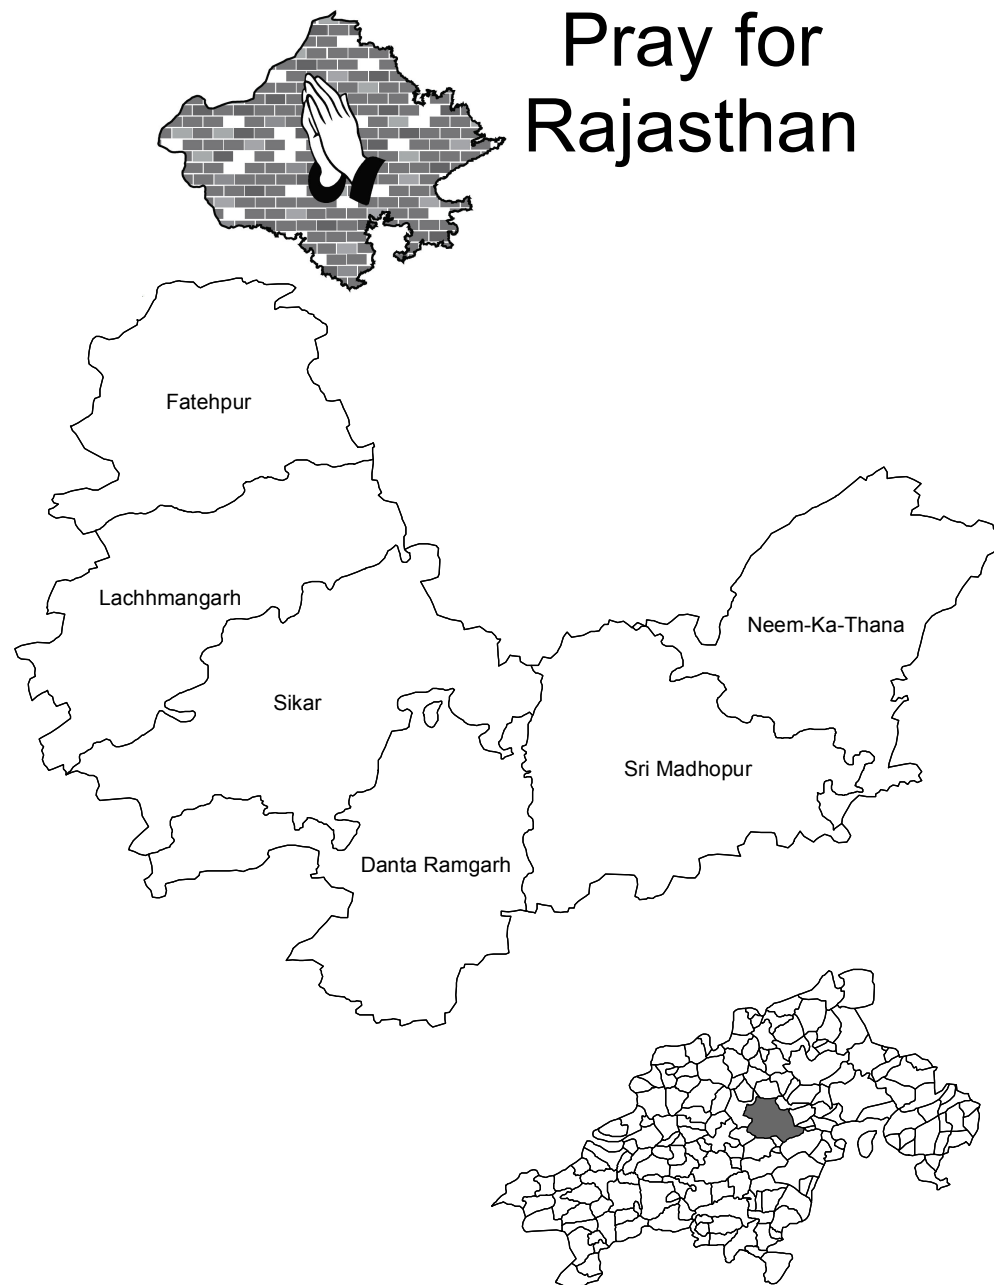 Pray for
Rajasthan
Fatehpur
Lachhmangarh
Neem-Ka-Thana
Sikar
Sri Madhopur
Danta Ramgarh